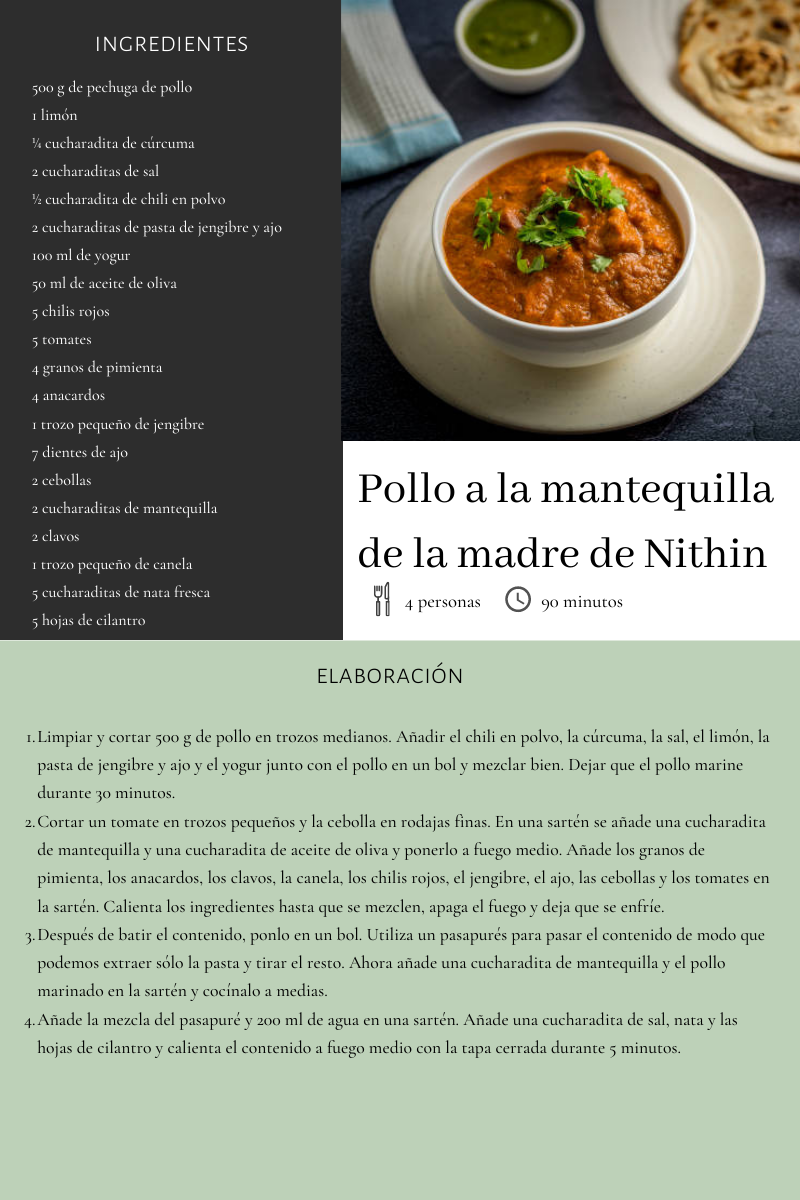 INGREDIENTES
500 g de pechuga de pollo
1 limón
¼ cucharadita de cúrcuma
2 cucharaditas de sal
½ cucharadita de chili en polvo
2 cucharaditas de pasta de jengibre y ajo
100 ml de yogur
50 ml de aceite de oliva
5 chilis rojos
5 tomates
4 granos de pimienta
4 anacardos
1 trozo pequeño de jengibre
7 dientes de ajo
2 cebollas
2 cucharaditas de mantequilla
2 clavos
1 trozo pequeño de canela
5 cucharaditas de nata fresca
5 hojas de cilantro
Pollo a la mantequilla
de la madre de Nithin
4 personas 90 minutos
ELABORACIÓN
1. Limpiar y cortar 500 g de pollo en trozos medianos. Añadir el chili en polvo, la cúrcuma, la sal, el limón, la
pasta de jengibre y ajo y el yogur junto con el pollo en un bol y mezclar bien. Dejar que el pollo marine
durante 30 minutos.
2. Cortar un tomate en trozos pequeños y la cebolla en rodajas finas. En una sartén se añade una cucharadita
de mantequilla y una cucharadita de aceite de oliva y ponerlo a fuego medio. Añade los granos de
pimienta, los anacardos, los clavos, la canela, los chilis rojos, el jengibre, el ajo, las cebollas y los tomates en
la sartén. Calienta los ingredientes hasta que se mezclen, apaga el fuego y deja que se enfríe.
3. Después de batir el contenido, ponlo en un bol. Utiliza un pasapurés para pasar el contenido de modo que
podemos extraer sólo la pasta y tirar el resto. Ahora añade una cucharadita de mantequilla y el pollo
marinado en la sartén y cocínalo a medias.
4. Añade la mezcla del pasapuré y 200 ml de agua en una sartén. Añade una cucharadita de sal, nata y las
hojas de cilantro y calienta el contenido a fuego medio con la tapa cerrada durante 5 minutos.